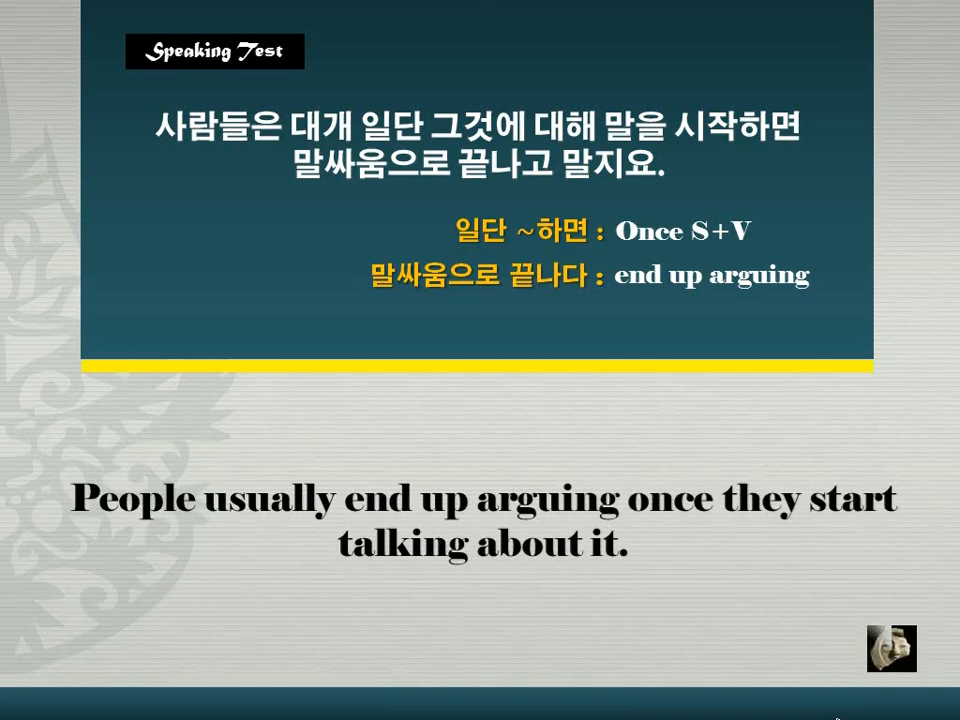 Speaking Test
사람들은 대개 일단 그것에 대해 말을 시작하면
말싸움으로 끝나고 말지요.
일단 ~하면 : Once S+V
말싸움으로 끝나다 : end up arguing
People usually end up arguing once they start
talking about it.